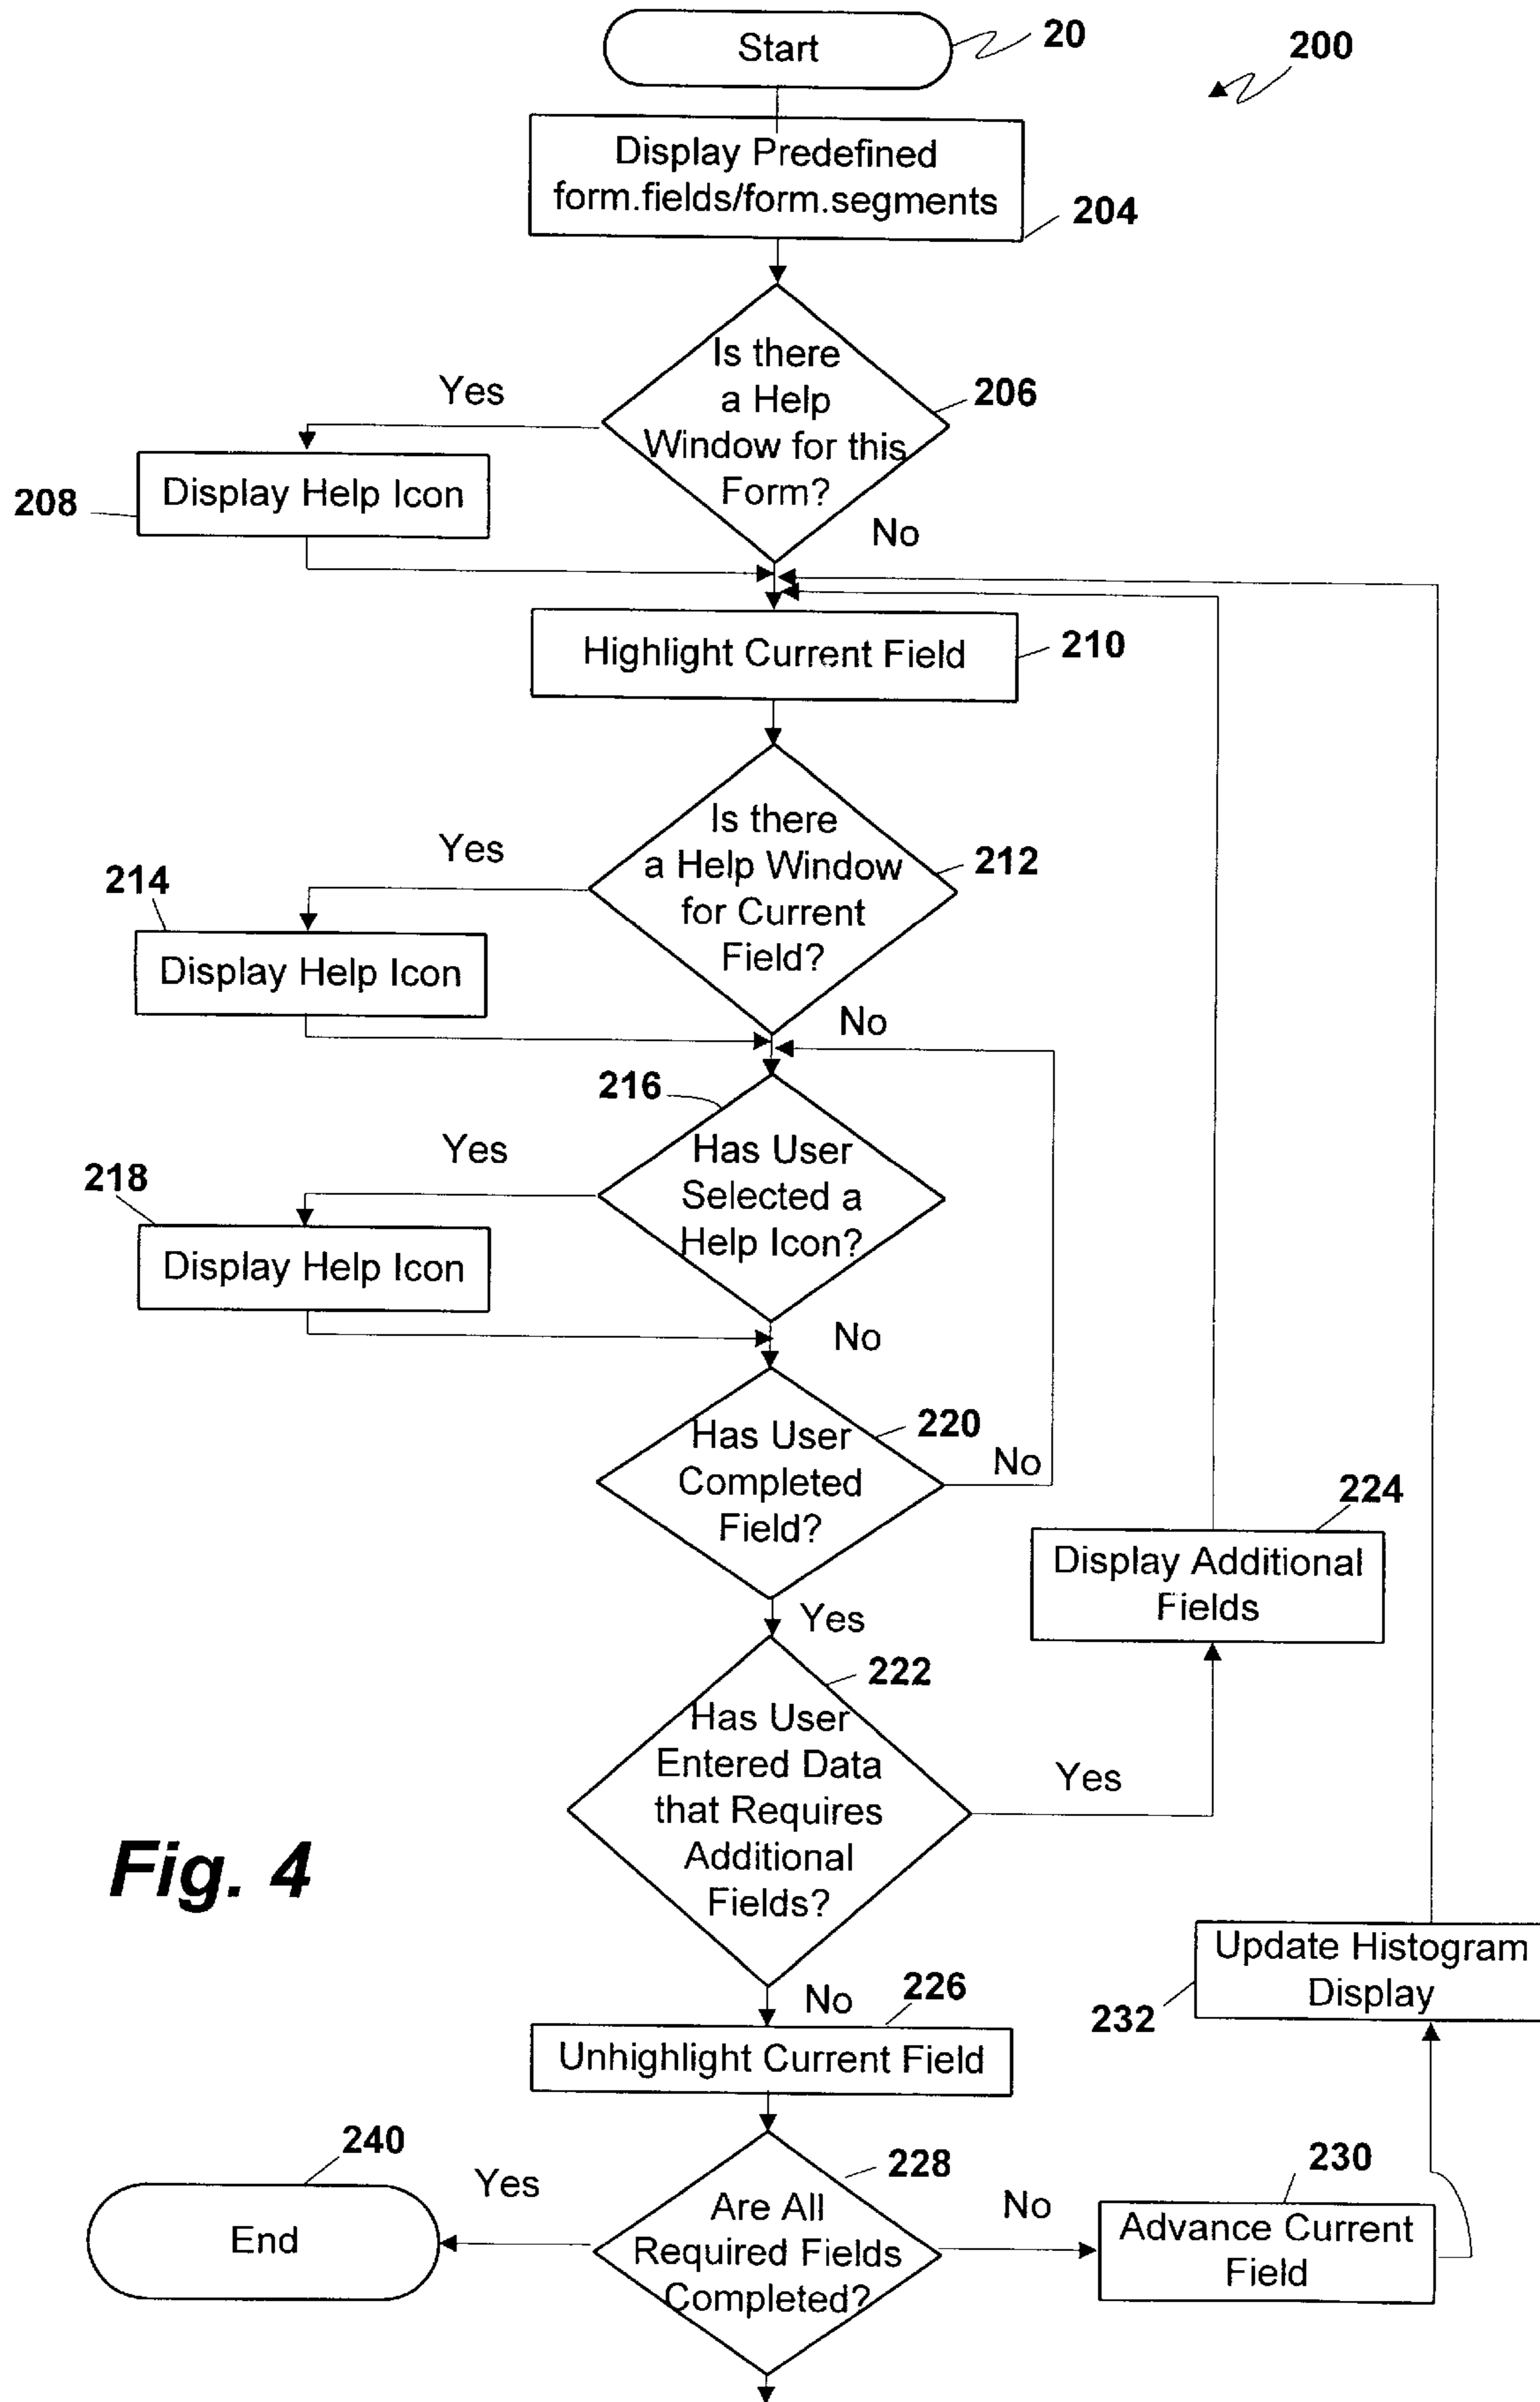 Start
20
200
Display Predefined
form.fields/form.segments
204
Is there
a Help
Window for this
Form?
206
Yes
208
Display Help Icon
No
Highlight Current Field
210
Is there
a Help Window
for Current
Field?
212
Yes
214
Display Help Icon
No
216
Has User
Selected a
Help Icon?
Yes
218
Display Help Icon
No
Has User
Completed
Field?
220
No
224
Display Additional
Fields
Yes
222
Has User
Entered Data
that Requires
Additional
Fields?
Yes
Fig. 4
Update Histogram
Display
232
No
226
Unhighlight Current Field
240
End
Yes
228
Are All
Required Fields
Completed?
No
230
Advance Current
Field